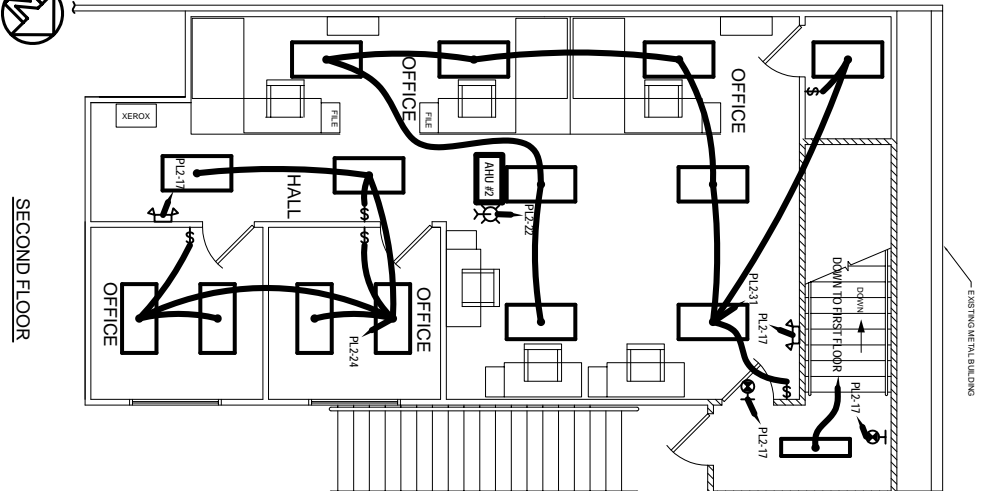 EXISTING METAL BUILDING
OFFICE
OFFICE
FILE
FILE
XEROX
PL2-17
HALL
AHU #2
PL2-22
$
$
$
$
$
DOWN TO FIRST FLOOR
DOWN
PL2-31
PL2-17
PL2-17
PL2-17
OFFICE
OFFICE
PL2-24
SECOND FLOOR